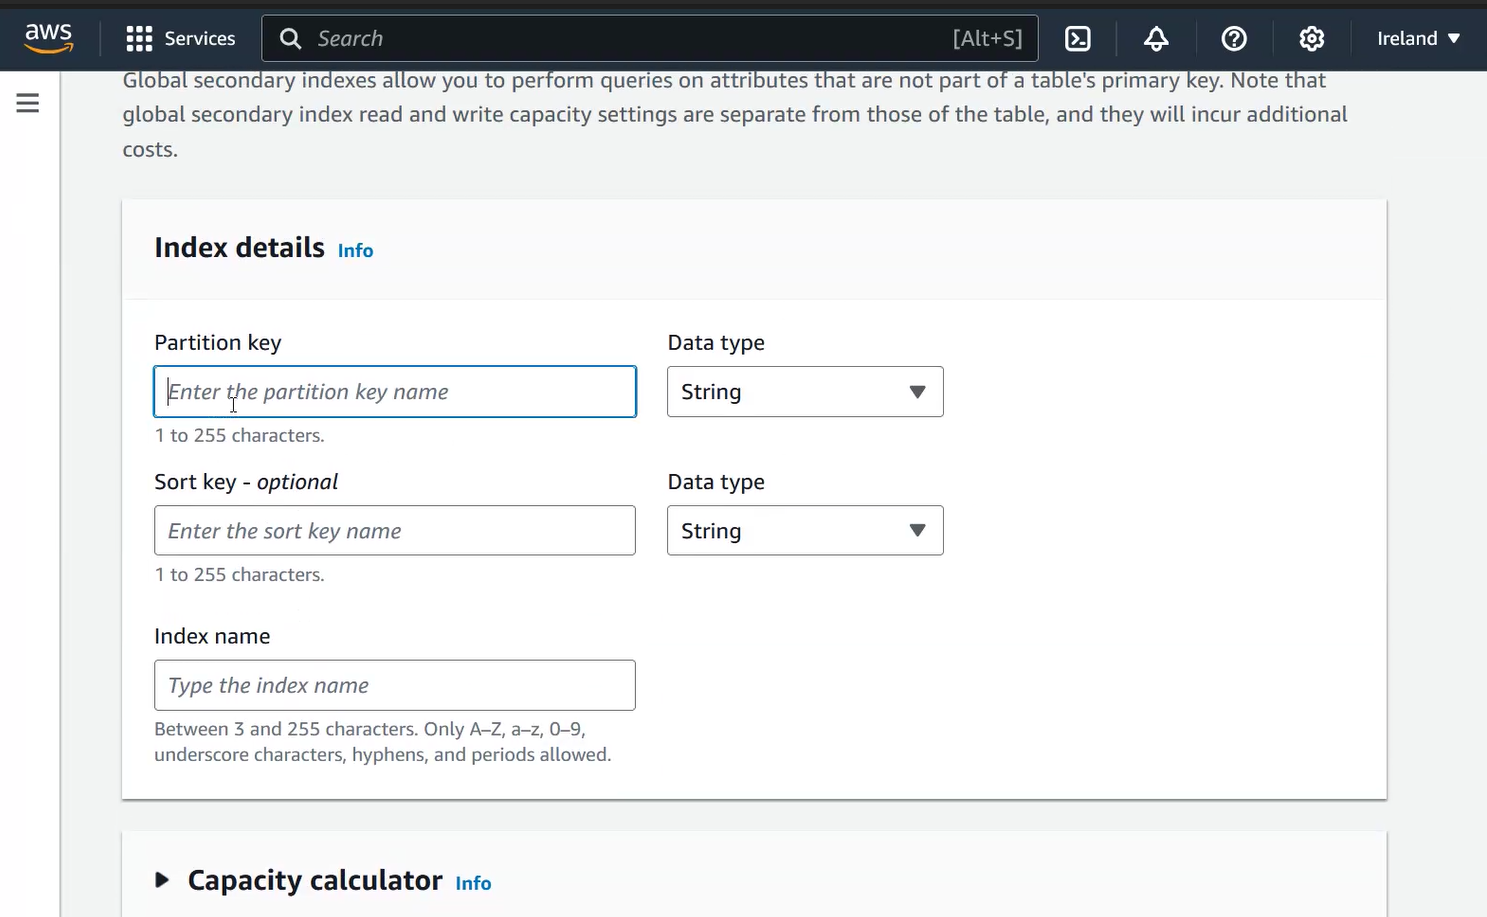 aws Services Search [Alt+S] Ireland
Global secondary indexes allow you to perform queries on attributes that are not part of a table's primary key. Note that
global secondary index read and write capacity settings are separate from those of the table, and they will incur additional
costs.
Index details Info
Partition key Data type
Enter the partition key name String
1 to 255 characters.
Sort key - optional Data type
Enter the sort key name String
1 to 255 characters.
Index name
Type the index name
Between 3 and 255 characters. Only A–Z, a–z, 0–9,
underscore characters, hyphens, and periods allowed.
Capacity calculator Info